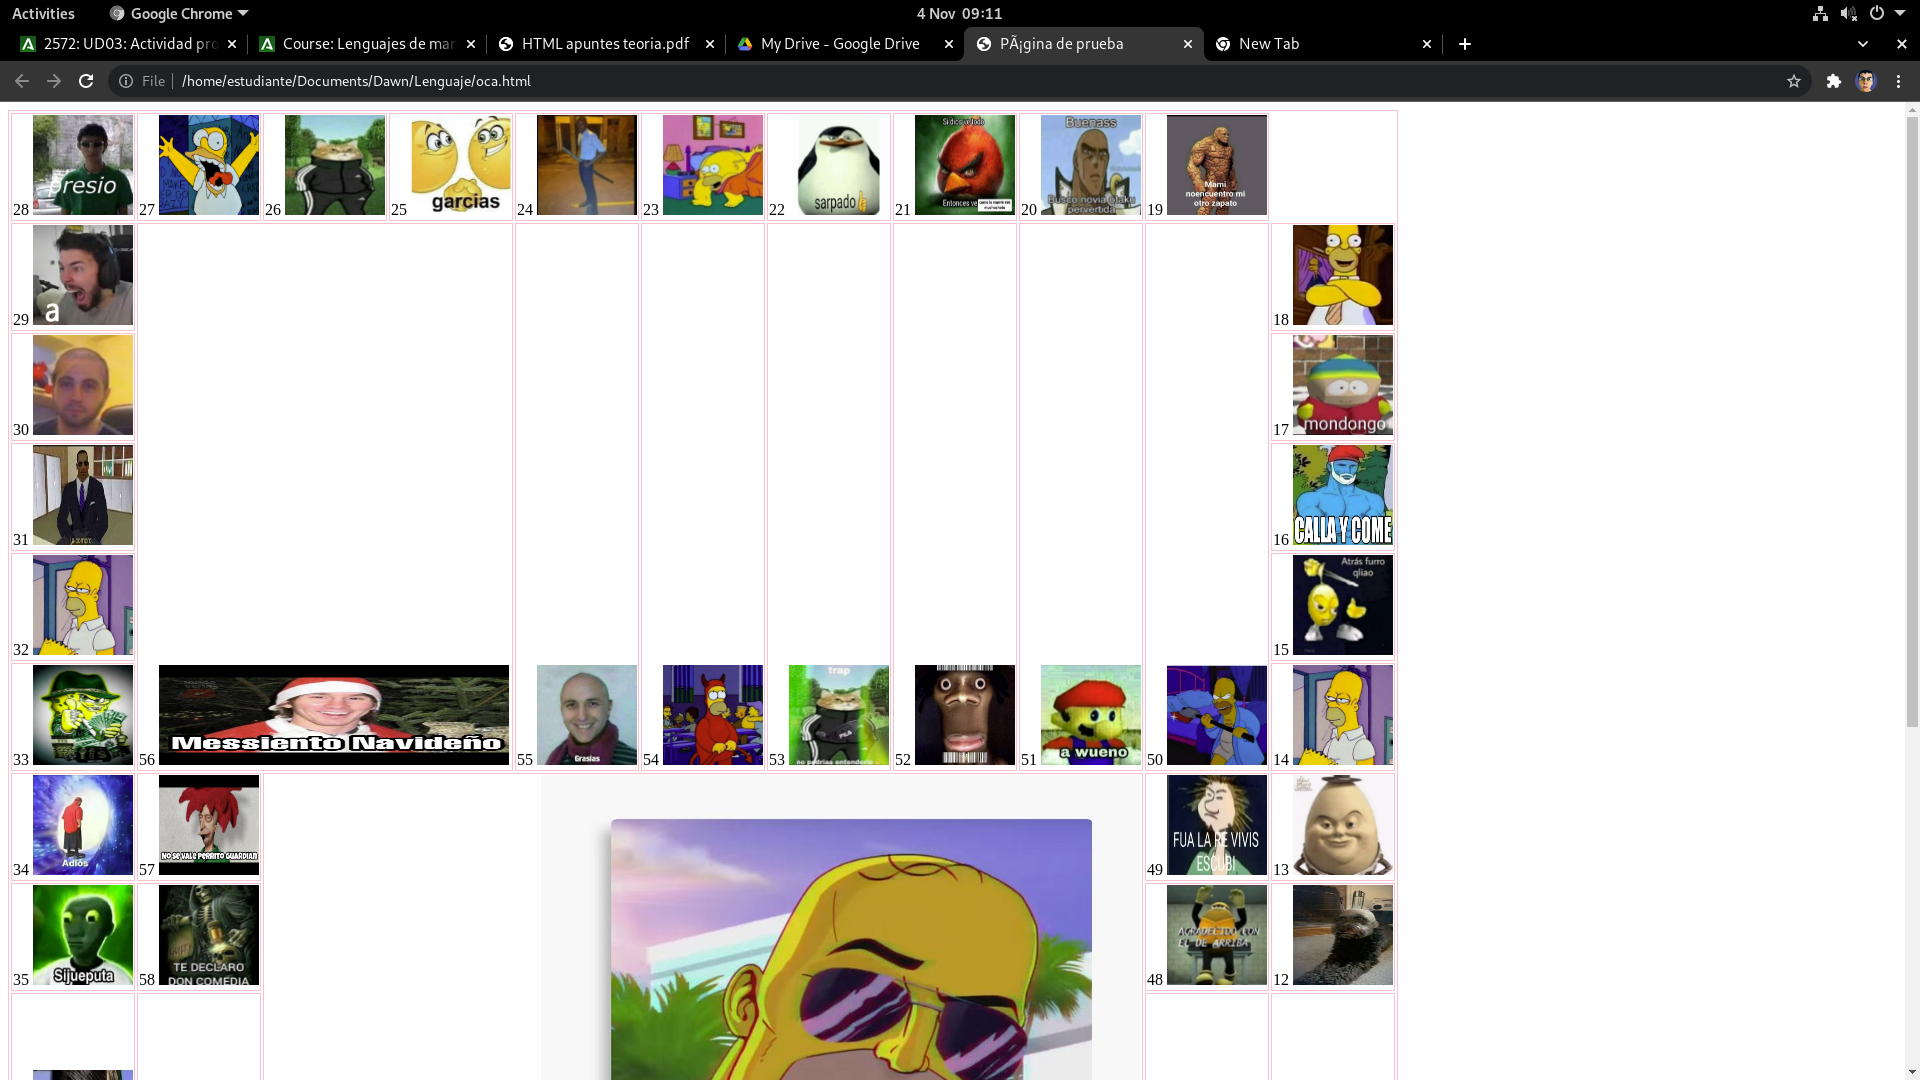 Activities
Google Chrome
4 Nov 09:11
2572: UD03: Actividad pro
Course: Lenguajes de mar
HTML apuntes teoria.pdf
My Drive - Google Drive
PÃ¡gina de prueba
New Tab
File
/home/estudiante/Documents/Dawn/Lenguaje/oca.html
28
presio
27
26
25
garcias
24
23
22
sarpado
21
Si dios ve todo
Entonces ve
20
Buenass
Busco novia otaku
pervertida
19
Mami
noencuentro mi
otro zapato
29
a
18
30
17
mondongo
31
16
CALLA Y COME
32
15
Atrás furro
qliao
33
56
Messiento Navideño
55
Grasias
54
53
trap
no podrias entenderlo
52
51
a wueno
50
14
34
Adiós
57
NO SE VALE PERRITO GUARDIAN
49
FUA LA RE VIVIS
ESCUBI
13
35
Sijueputa
58
TE DECLARO
DON COMEDIA
48
AGRADECIDO CON
EL DE ARRIBA
12